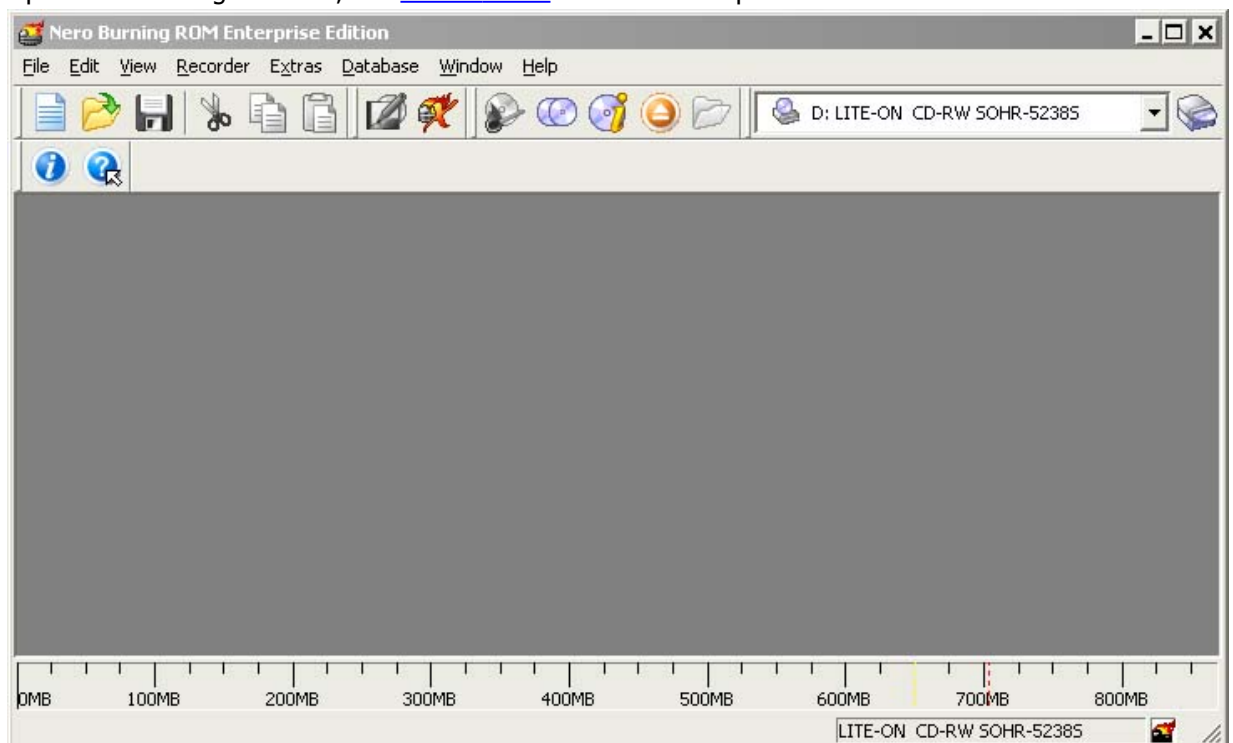 Nero Burning ROM Enterprise Edition
File Edit View Recorder Extras Database Window Help
D: LITE-ON CD-RW SOHR-5238S
0MB 100MB 200MB 300MB 400MB 500MB 600MB 700MB 800MB
LITE-ON CD-RW SOHR-5238S